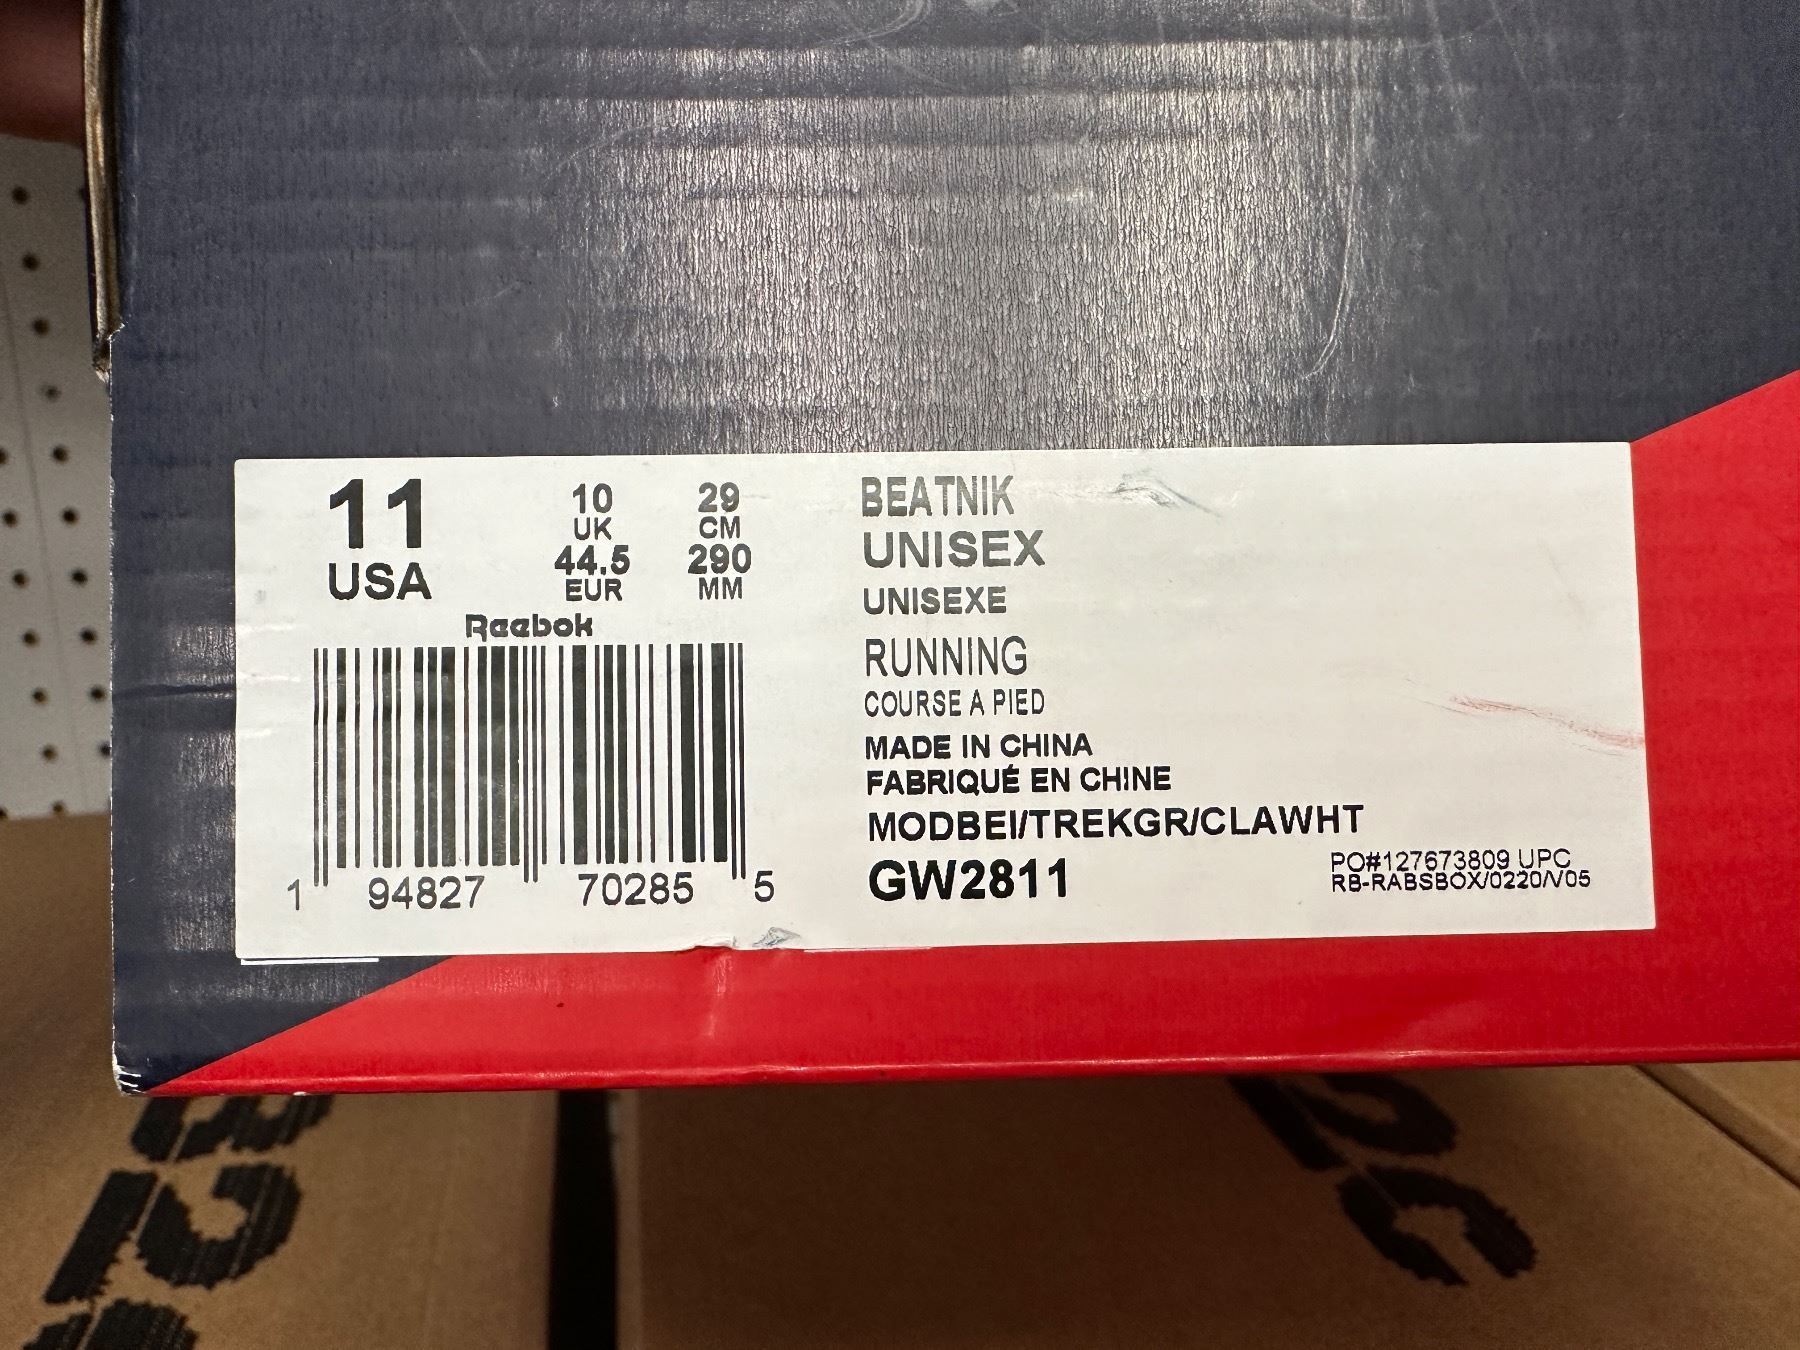 11
USA
10
UK
44.5
EUR
29
CM
290
MM
Reebok
1 94827 70285 5
BEATNIK
UNISEX
UNISEXE
RUNNING
COURSE A PIED
MADE IN CHINA
FABRIQUÉ EN CHINE
MODBEI/TREKGR/CLAWHT
GW2811
PO#127673809 UPC
RB-RABSBOX/0220/V05